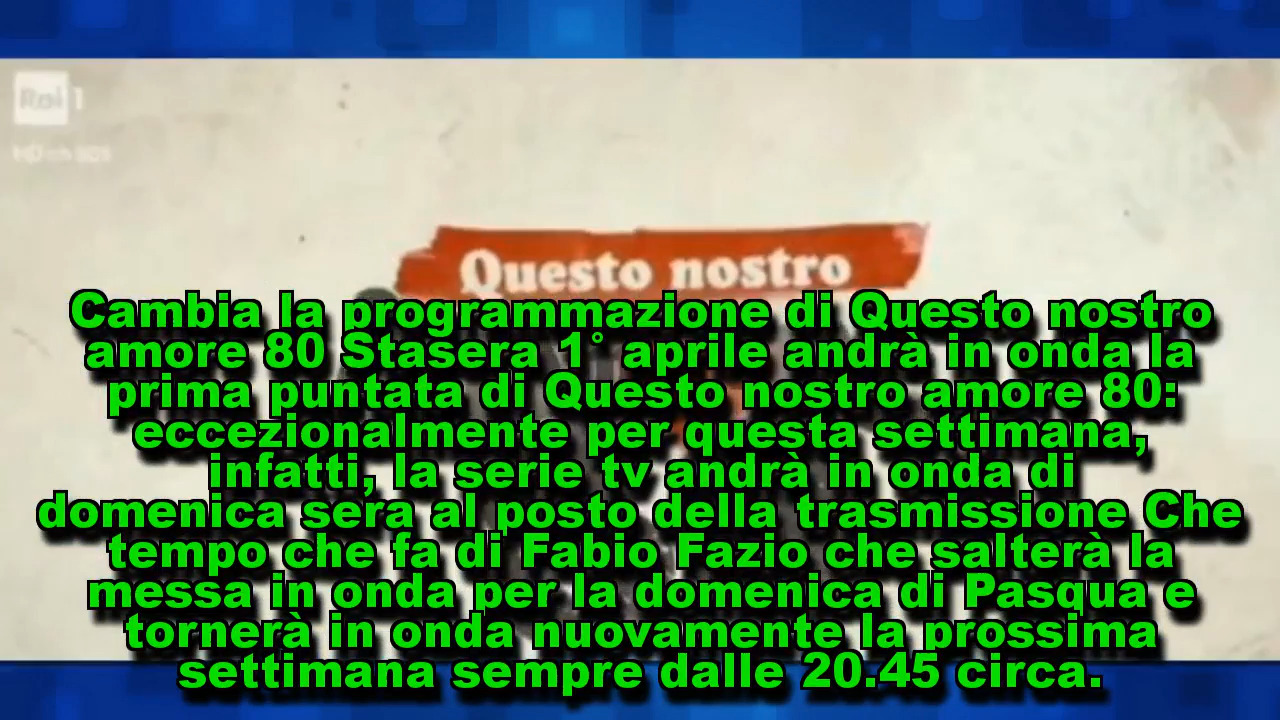 Rai 1
Questo nostro
Cambia la programmazione di Questo nostro
amore 80 Stasera 1° aprile andrà in onda la
prima puntata di Questo nostro amore 80:
eccezionalmente per questa settimana,
infatti, la serie tv andrà in onda di
domenica sera al posto della trasmissione Che
tempo che fa di Fabio Fazio che salterà la
messa in onda per la domenica di Pasqua e
tornerà in onda nuovamente la prossima
settimana sempre dalle 20.45 circa.